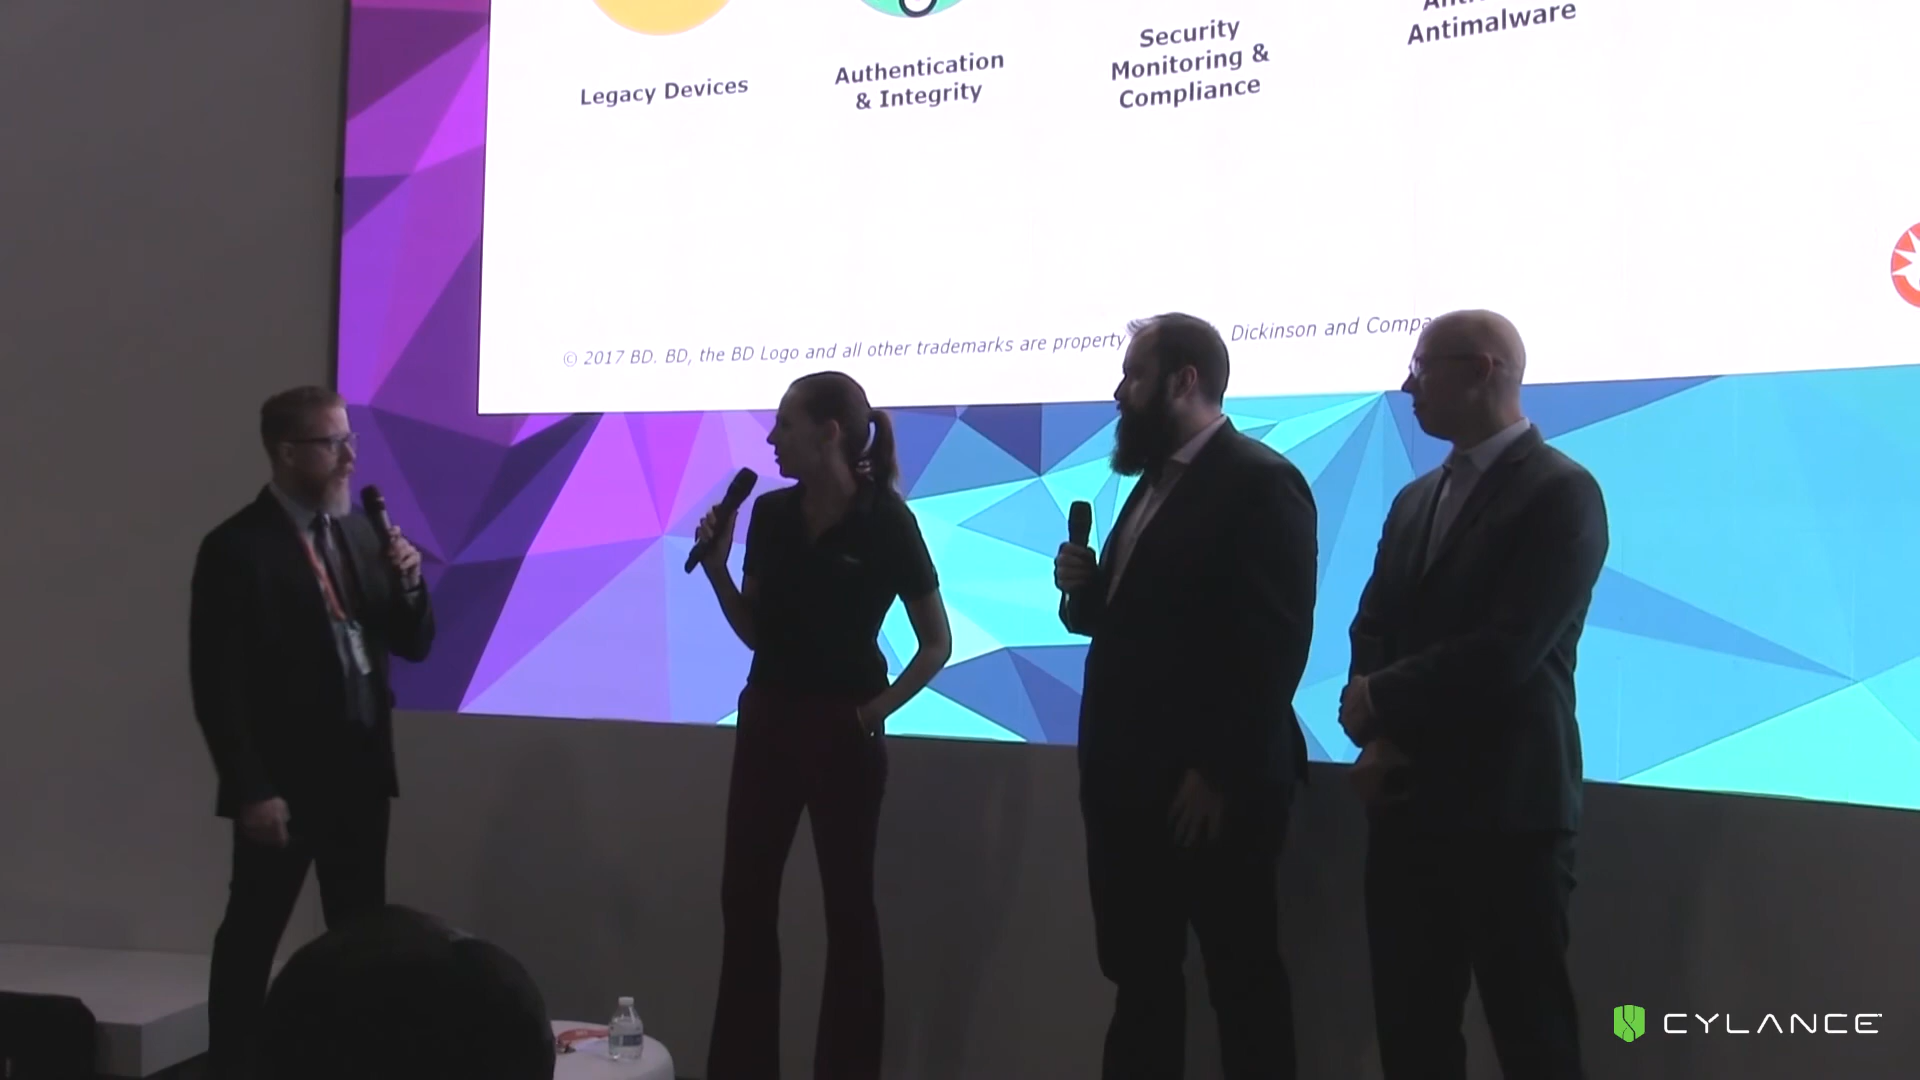 Legacy Devices
Authentication
& Integrity
Security
Monitoring &
Compliance
Antimalware
© 2017 BD. BD, the BD Logo and all other trademarks are property Dickinson and
CYLANCE